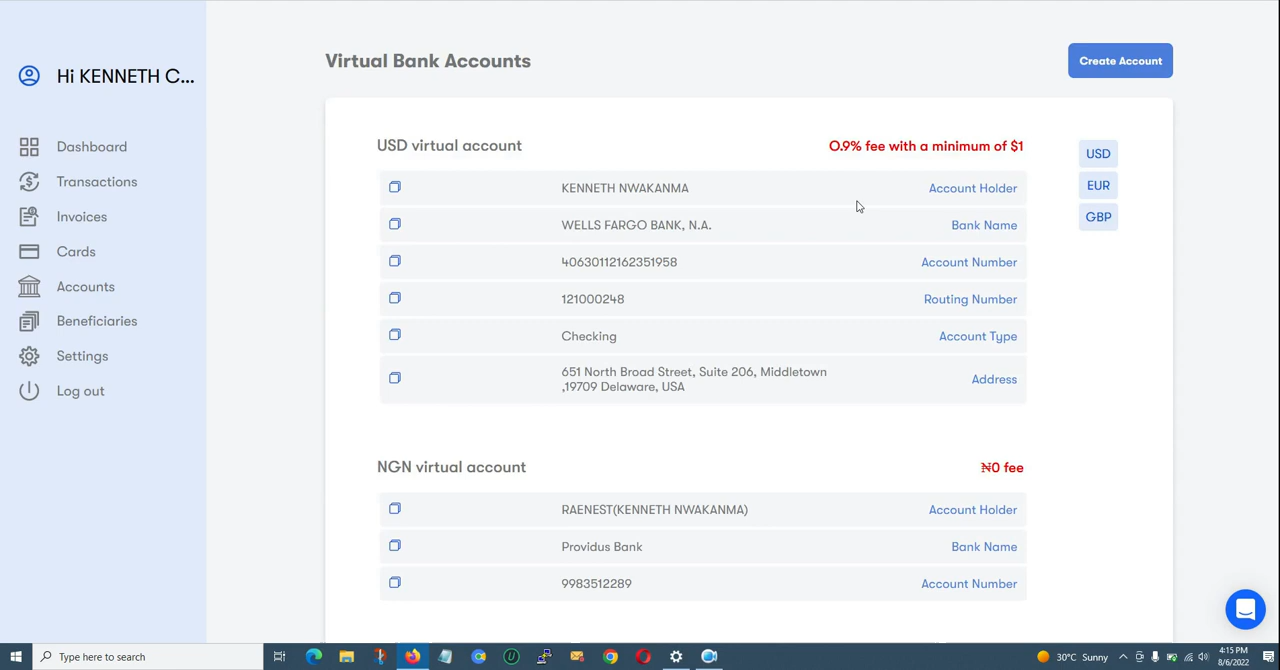 Hi KENNETH C...
Dashboard
Transactions
Invoices
Cards
Accounts
Beneficiaries
Settings
Log out
Virtual Bank Accounts
Create Account
USD virtual account
0.9% fee with a minimum of $1
KENNETH NWAKANMA Account Holder
WELLS FARGO BANK, N.A. Bank Name
40630112162351958 Account Number
121000248 Routing Number
Checking Account Type
651 North Broad Street, Suite 206, Middletown
,19709 Delaware, USA
Address
USD
EUR
GBP
NGN virtual account
₦0 fee
RAENEST(KENNETH NWAKANMA) Account Holder
Providus Bank Bank Name
9983512289 Account Number
Type here to search
30°C Sunny
4:15 PM
8/6/2022